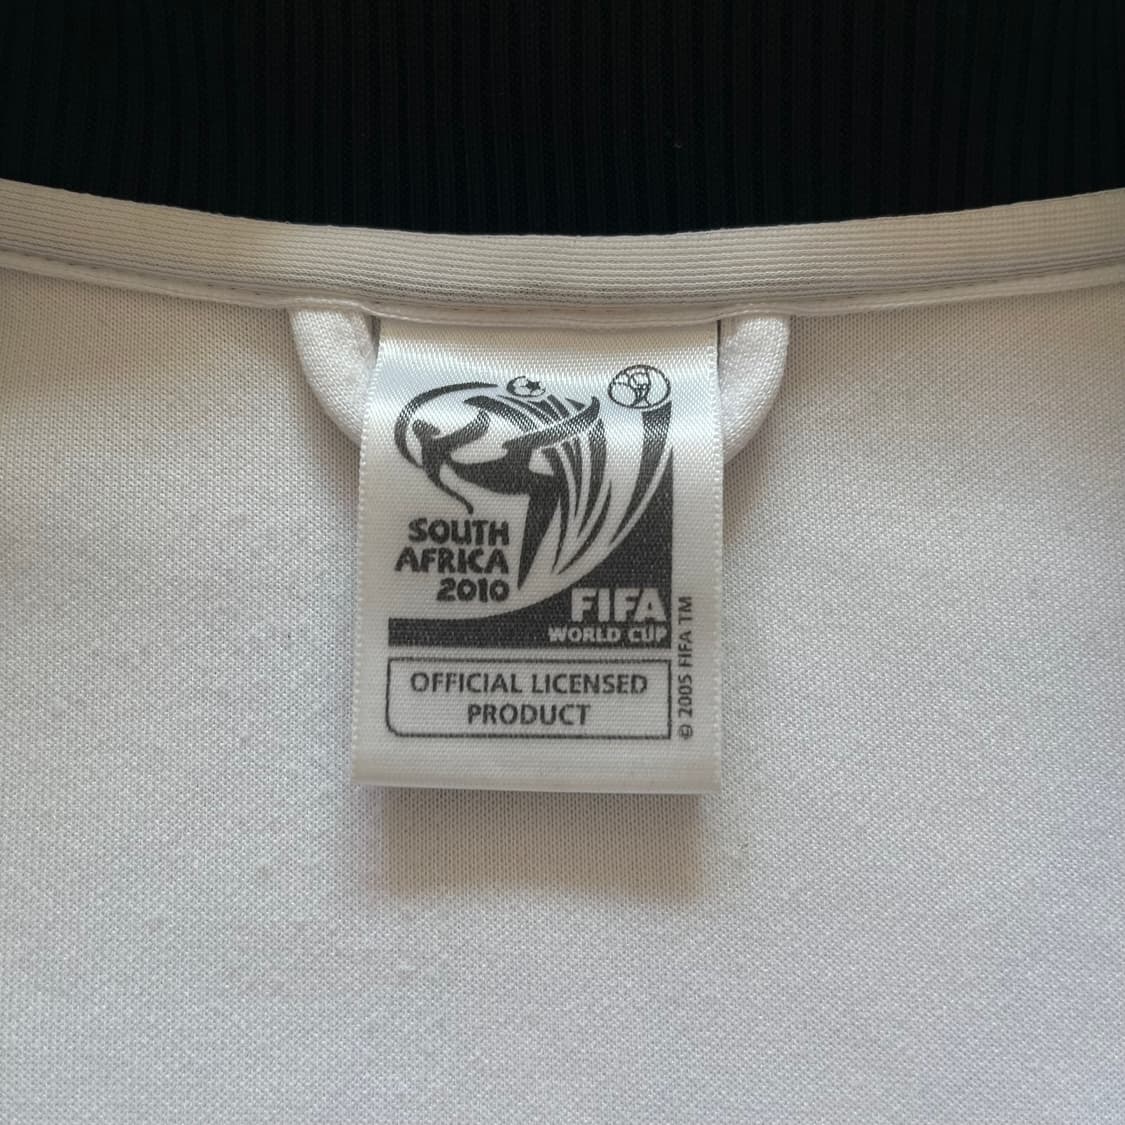 SOUTH
AFRICA
2010
FIFA
WORLD CUP
© 2005 FIFA TM
OFFICIAL LICENSED
PRODUCT